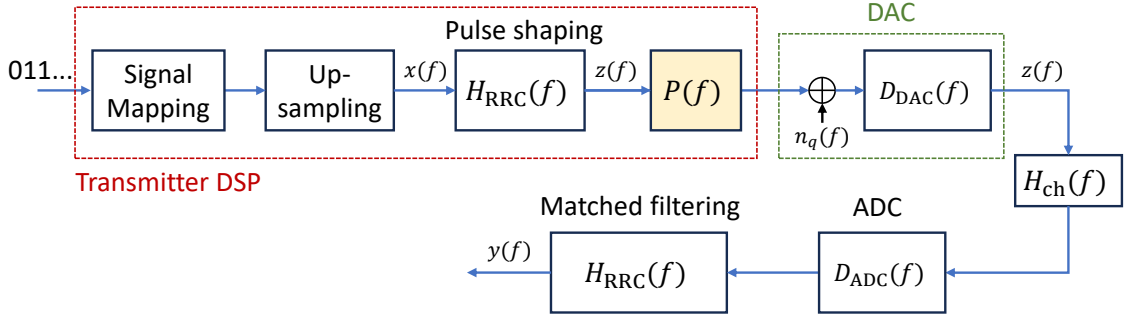 Pulse shaping
DAC
011...
Signal
Mapping
Up-
sampling
x(f)
H_RRC(f)
z(f)
P(f)
n_q(f)
D_DAC(f)
z(f)
Transmitter DSP
H_ch(f)
Matched filtering
ADC
y(f)
H_RRC(f)
D_ADC(f)